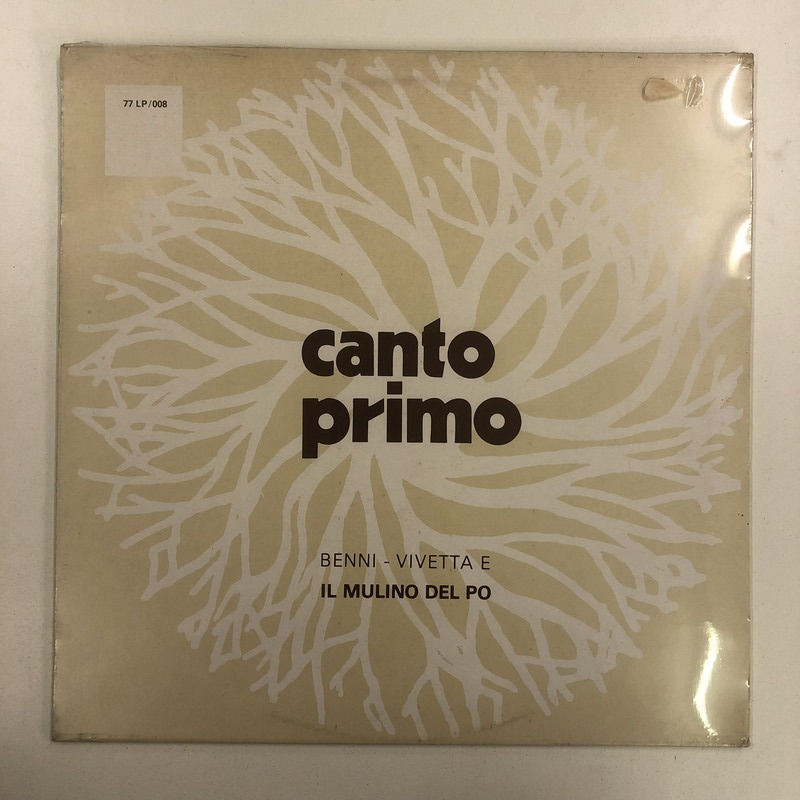 77 LP/008
canto
primo
BENNI - VIVETTA E
IL MULINO DEL PO